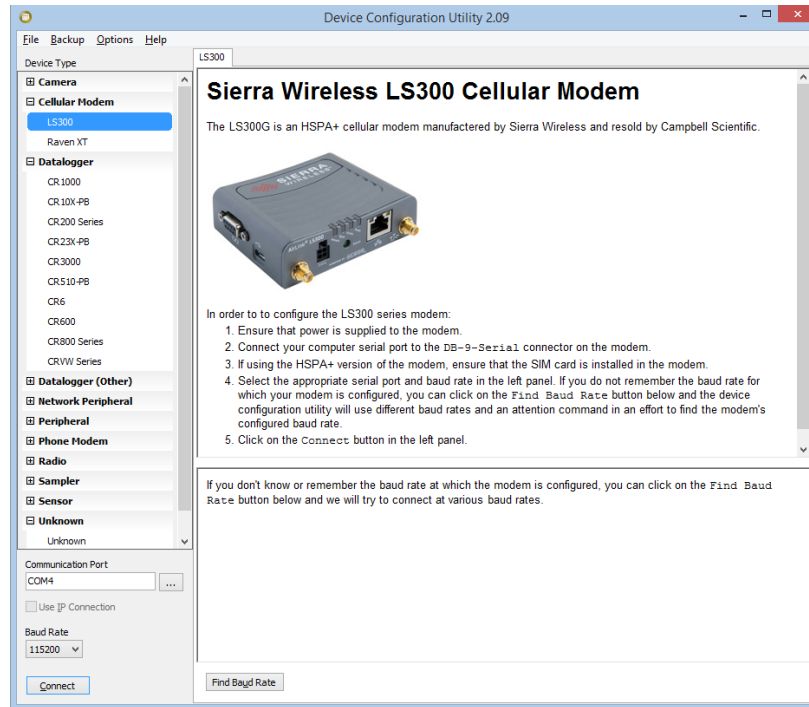 Device Configuration Utility 2.09
File Backup Options Help
Device Type
Camera
Cellular Modem
LS300
Raven XT
Datalogger
CR1000
CR10X-PB
CR200 Series
CR23X-PB
CR3000
CR510-PB
CR6
CR600
CR800 Series
CRVW Series
Datalogger (Other)
Network Peripheral
Peripheral
Phone Modem
Radio
Sampler
Sensor
Unknown
Unknown
Communication Port
COM4
...
Use IP Connection
Baud Rate
115200
Connect
LS300
Sierra Wireless LS300 Cellular Modem
The LS300G is an HSPA+ cellular modem manufactered by Sierra Wireless and resold by Campbell Scientific.
SIERRA
WIRELESS
In order to to configure the LS300 series modem:
1. Ensure that power is supplied to the modem.
2. Connect your computer serial port to the DB-9-Serial connector on the modem.
3. If using the HSPA+ version of the modem, ensure that the SIM card is installed in the modem.
4. Select the appropriate serial port and baud rate in the left panel. If you do not remember the baud rate for
which your modem is configured, you can click on the Find Baud Rate button below and the device
configuration utility will use different baud rates and an attention command in an effort to find the modem's
configured baud rate.
5. Click on the Connect button in the left panel.
If you don't know or remember the baud rate at which the modem is configured, you can click on the Find Baud
Rate button below and we will try to connect at various baud rates.
Find Baud Rate